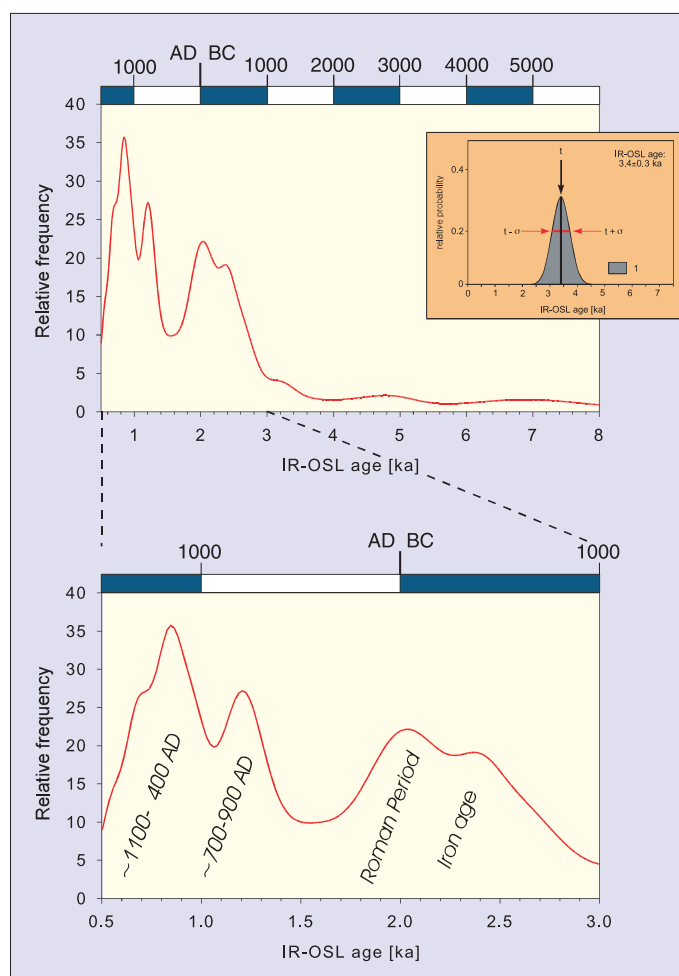 AD BC
1000 1000 2000 3000 4000 5000
40
35
30
25
20
15
10
5
0
Relative frequency
1 2 3 4 5 6 7 8
IR-OSL age [ka]
t
IR-OSL age:
3.4±0.3 ka
0.4
0.2
0
relative probability
t - σ
t + σ
1
0 0 1 2 3 4 5 6 7
IR-OSL age [ka]
AD BC
1000 1000
40
35
30
25
20
15
10
5
0
Relative frequency
~1100- 400 AD
~700-900 AD
Roman Period
Iron age
0.5 1.0 1.5 2.0 2.5 3.0
IR-OSL age [ka]